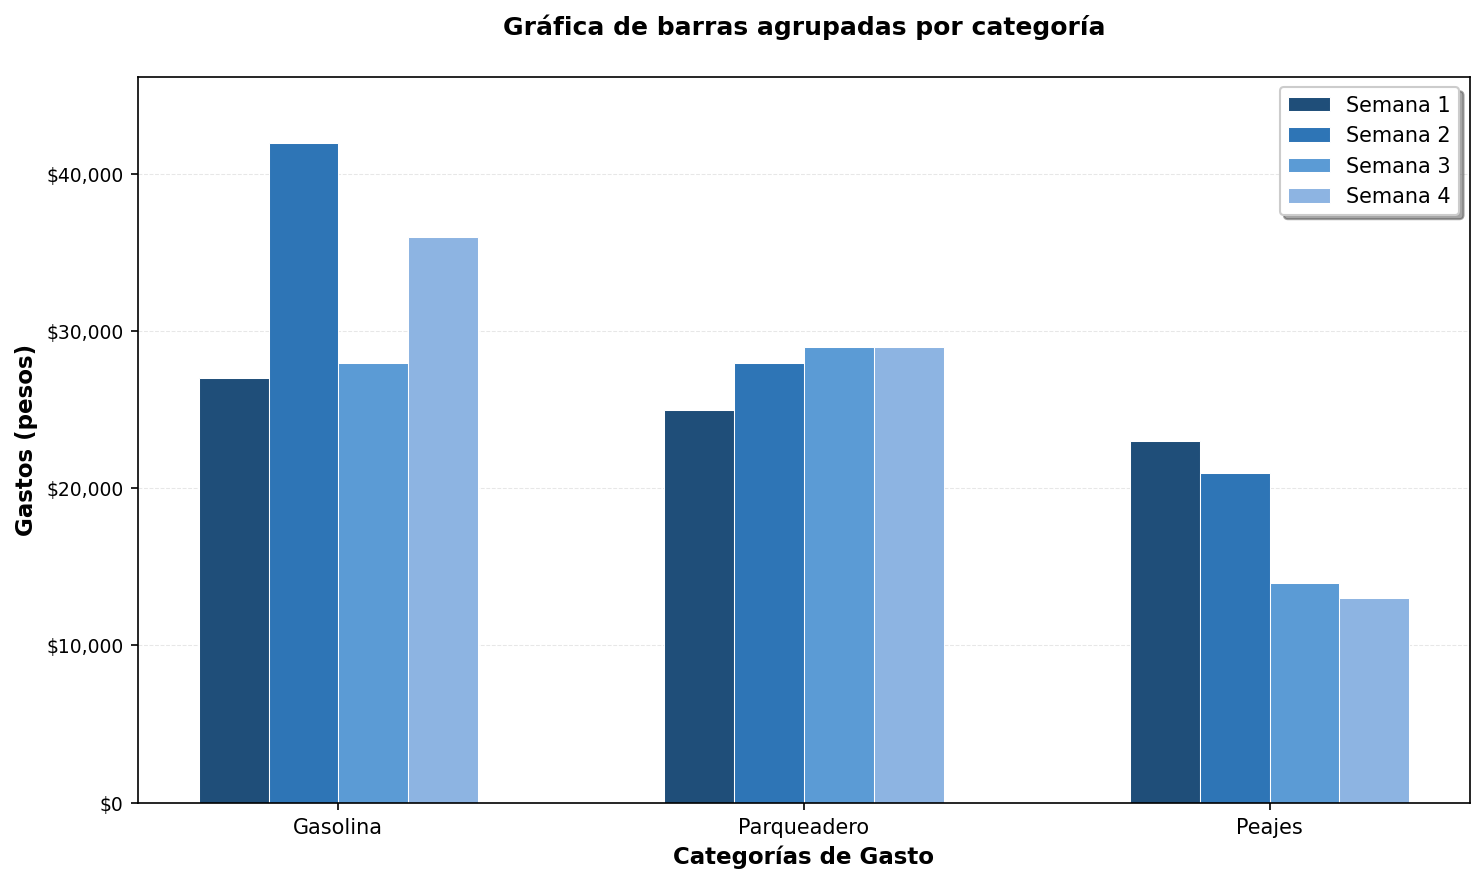 Gráfica de barras agrupadas por categoría
Semana 1
Semana 2
Semana 3
Semana 4
Gastos (pesos)
$40,000
$30,000
$20,000
$10,000
$0
Gasolina
Parqueadero
Peajes
Categorías de Gasto